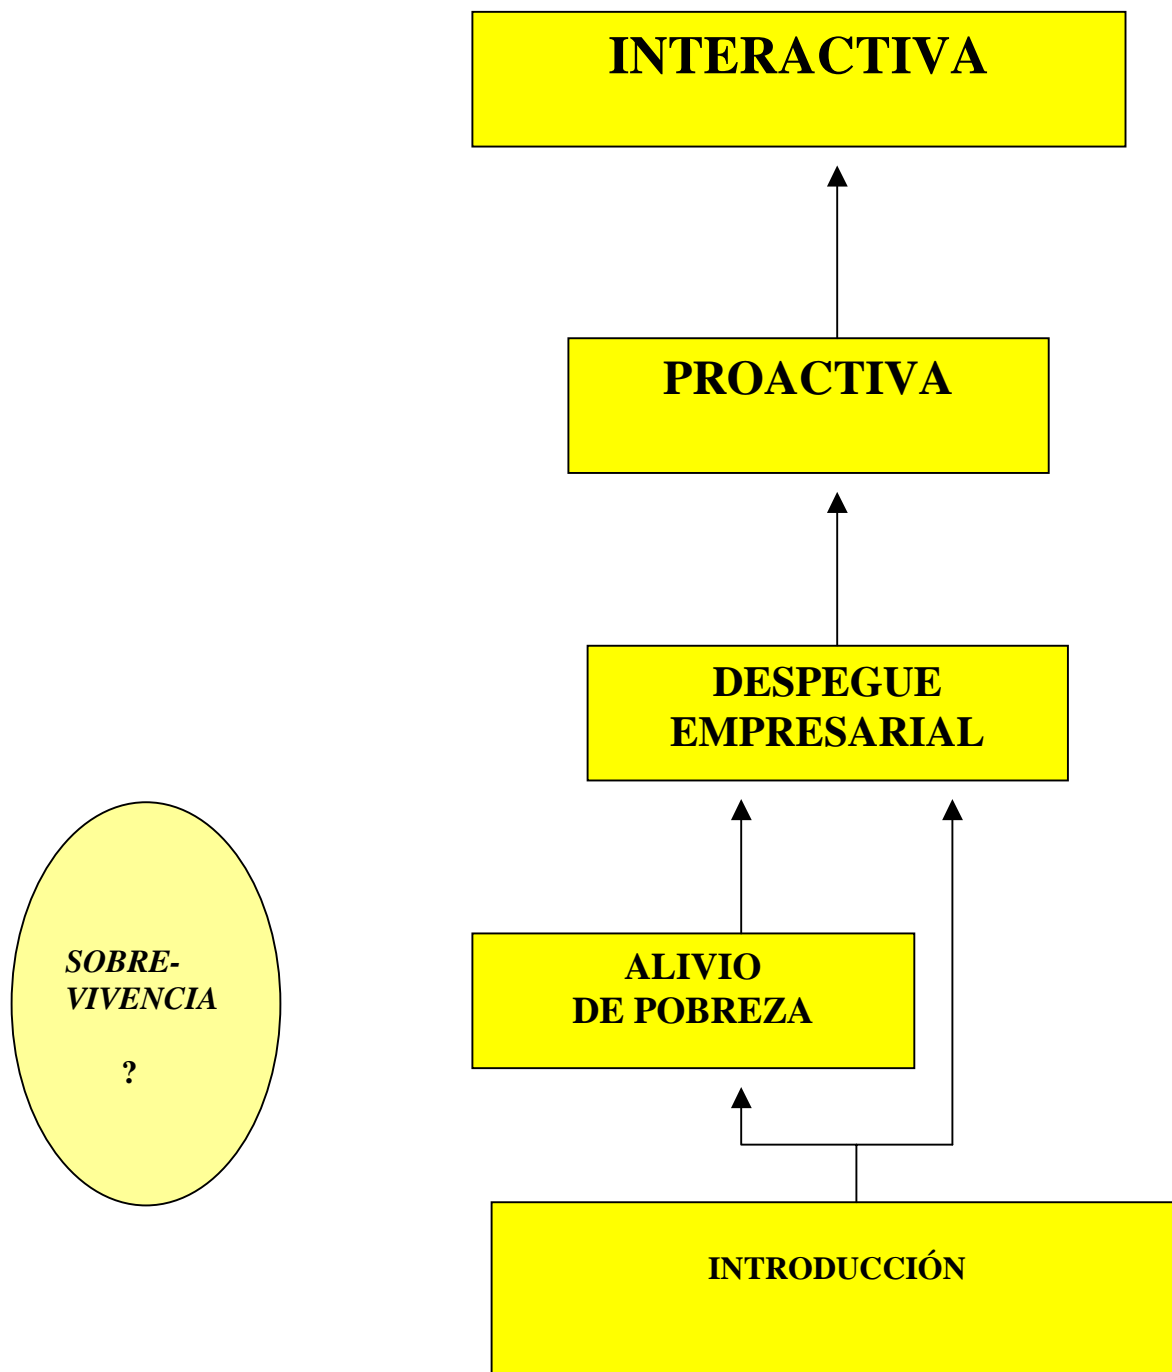 INTERACTIVA
PROACTIVA
DESPEGUE
EMPRESARIAL
SOBRE-
VIVENCIA
?
ALIVIO
DE POBREZA
INTRODUCCIÓN